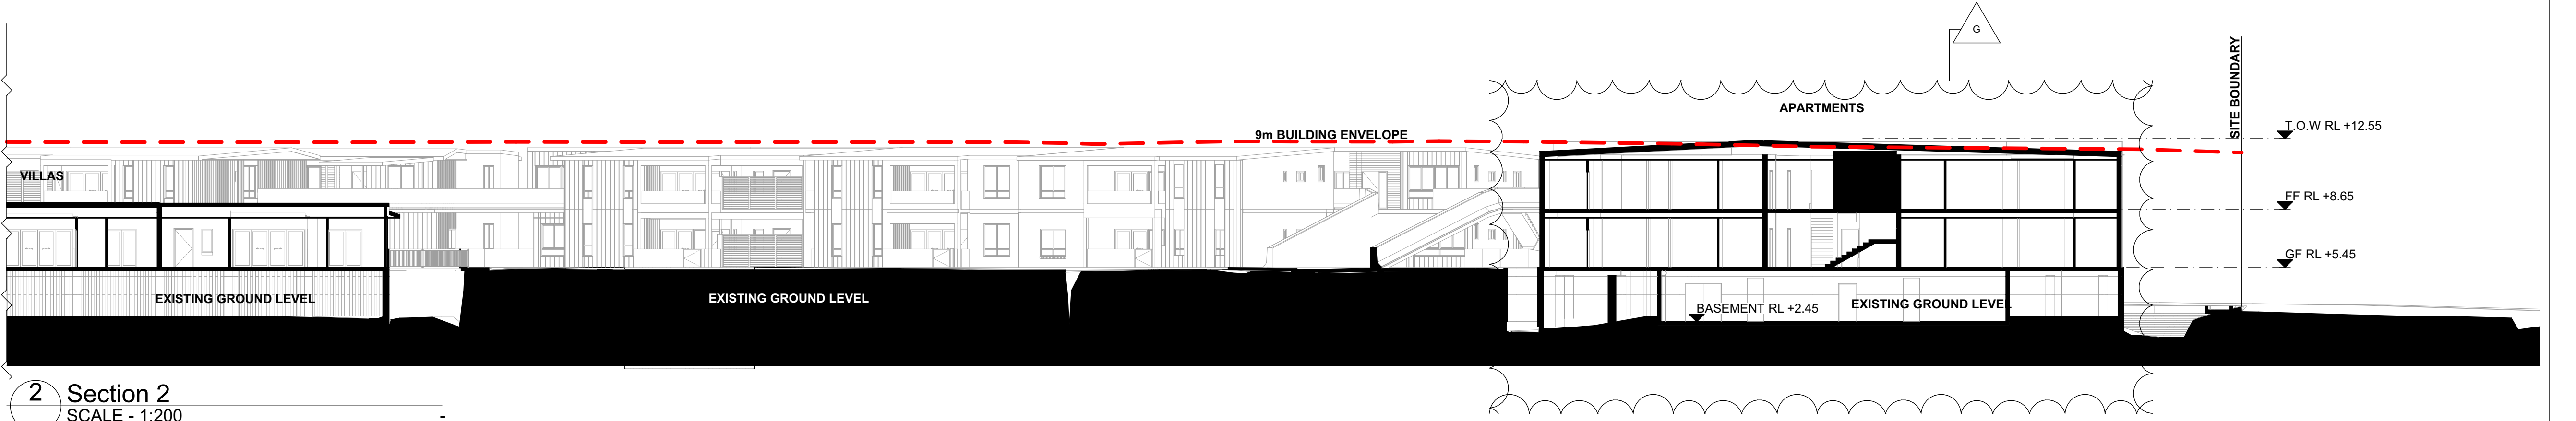 G
SITE BOUNDARY
APARTMENTS
T.O.W RL +12.55
9m BUILDING ENVELOPE
VILLAS
FF RL +8.65
GF RL +5.45
EXISTING GROUND LEVEL
EXISTING GROUND LEVEL
EXISTING GROUND LEVEL
BASEMENT RL +2.45
2
Section 2
SCALE - 1:200
-